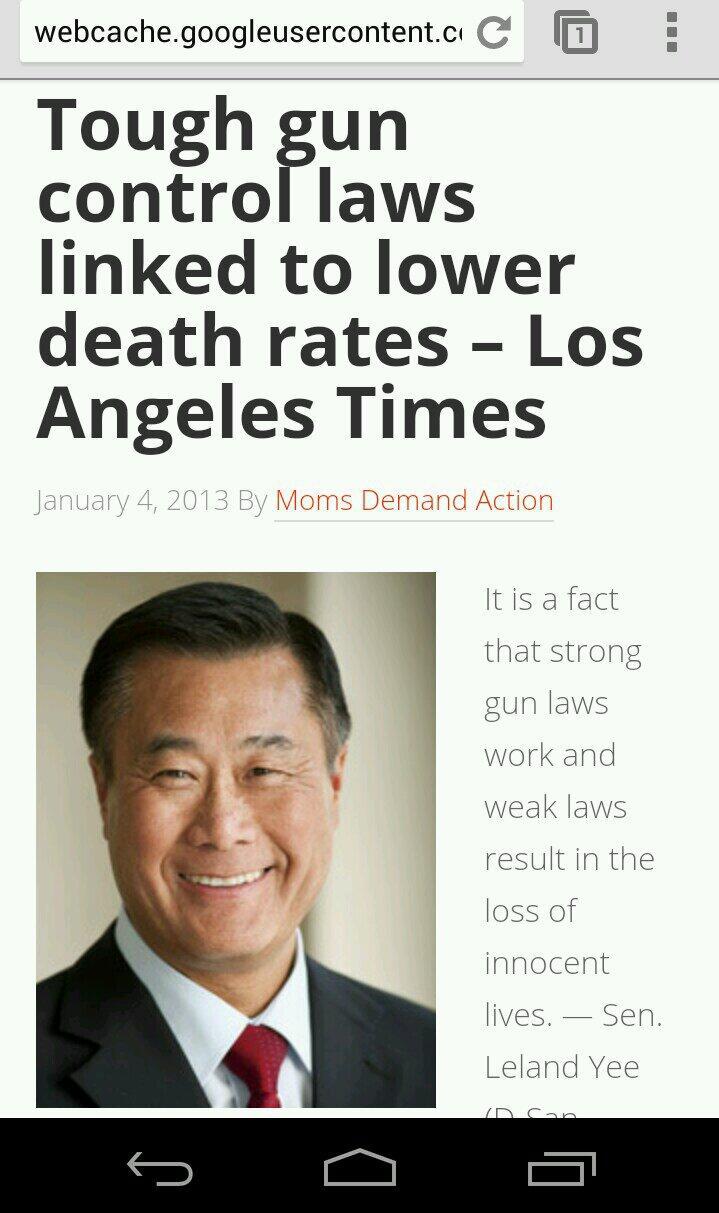 webcache.googleusercontent.c
1
Tough gun
control laws
linked to lower
death rates – Los
Angeles Times
January 4, 2013 By Moms Demand Action
It is a fact
that strong
gun laws
work and
weak laws
result in the
loss of
innocent
lives. — Sen.
Leland Yee
(D-San